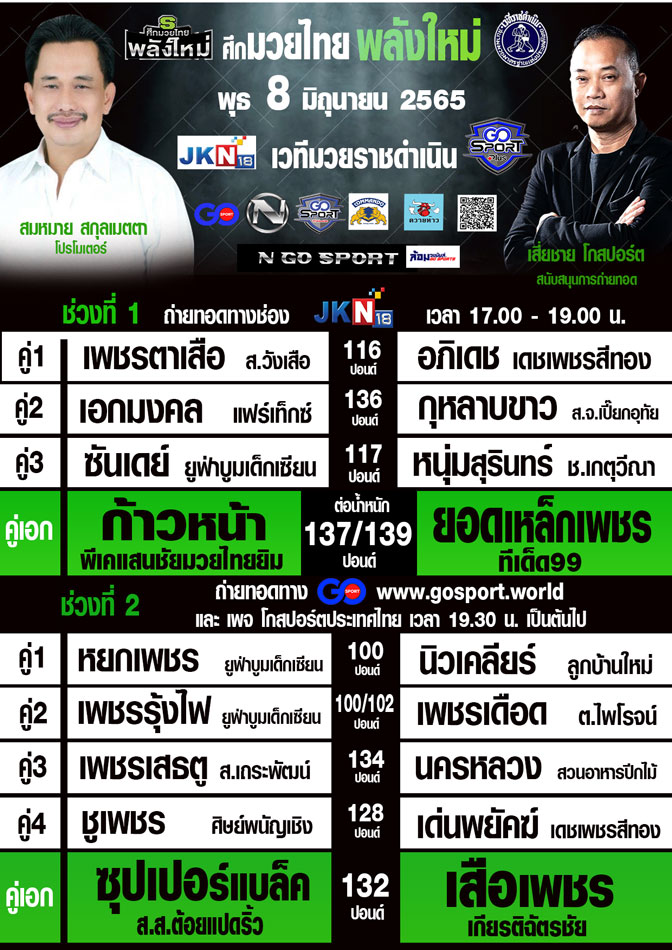 S
ศึกมวยไทย
พลังใหม่
ศึกมวยไทย พลังใหม่
พุธ 8 มิถุนายน 2565
JKN18 เวทีมวยราชดำเนิน GO SPORT Plus
GO SPORT N GO SPORT Plus COMMANDO ควายขาว
สมหมาย สกุลเมตตา
โปรโมเตอร์
N GO SPORT
เสี่ยชาย โกสปอร์ต
สนับสนุนการถ่ายทอด
ช่วงที่ 1 ถ่ายทอดทางช่อง JKN18 เวลา 17.00 - 19.00 น.
คู่1 เพชรตาเสือ ส.วังเสือ 116 ปอนด์ อภิเดช เดชเพชรสีทอง
คู่2 เอกมงคล แฟร์เท็กซ์ 136 ปอนด์ กุหลาบขาว ส.จ.เปี๊ยกอุทัย
คู่3 ซันเดย์ ยูฟ่าบูมเด็กเซียน 117 ปอนด์ หนุ่มสุรินทร์ ช.เกตุวีณา
คู่เอก ก้าวหน้า พีเคแสนชัยมวยไทยยิม ต่อน้ำหนัก 137/139 ปอนด์ ยอดเหล็กเพชร ทีเด็ด99
ช่วงที่ 2 ถ่ายทอดทาง GO SPORT www.gosport.world
และ เพจ โกสปอร์ตประเทศไทย เวลา 19.30 น. เป็นต้นไป
คู่1 หยกเพชร ยูฟ่าบูมเด็กเซียน 100 ปอนด์ นิวเคลียร์ ลูกบ้านใหม่
คู่2 เพชรรุ้งไฟ ยูฟ่าบูมเด็กเซียน 100/102 ปอนด์ เพชรเดือด ต.ไพโรจน์
คู่3 เพชรเสธตู ส.เถระพัฒน์ 134 ปอนด์ นครหลวง สวนอาหารปีกไม้
คู่4 ชูเพชร ศิษย์พนัญเชิง 128 ปอนด์ เด่นพยัคฆ์ เดชเพชรสีทอง
คู่เอก ซุปเปอร์แบล็ค ส.ส.ต้อยแปดริ้ว 132 ปอนด์ เสือเพชร เกียรติฉัตรชัย